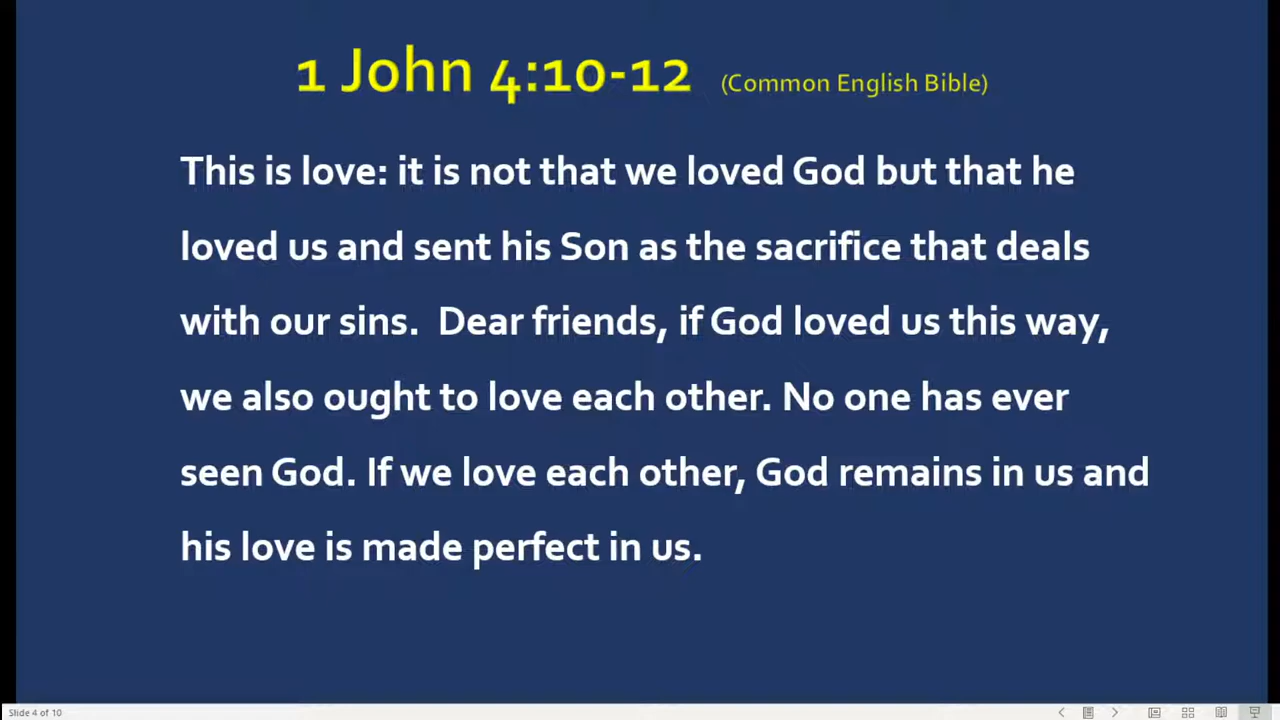 1 John 4:10-12 (Common English Bible)
This is love: it is not that we loved God but that he
loved us and sent his Son as the sacrifice that deals
with our sins.  Dear friends, if God loved us this way,
we also ought to love each other. No one has ever
seen God. If we love each other, God remains in us and
his love is made perfect in us.
Slide 4 of 10